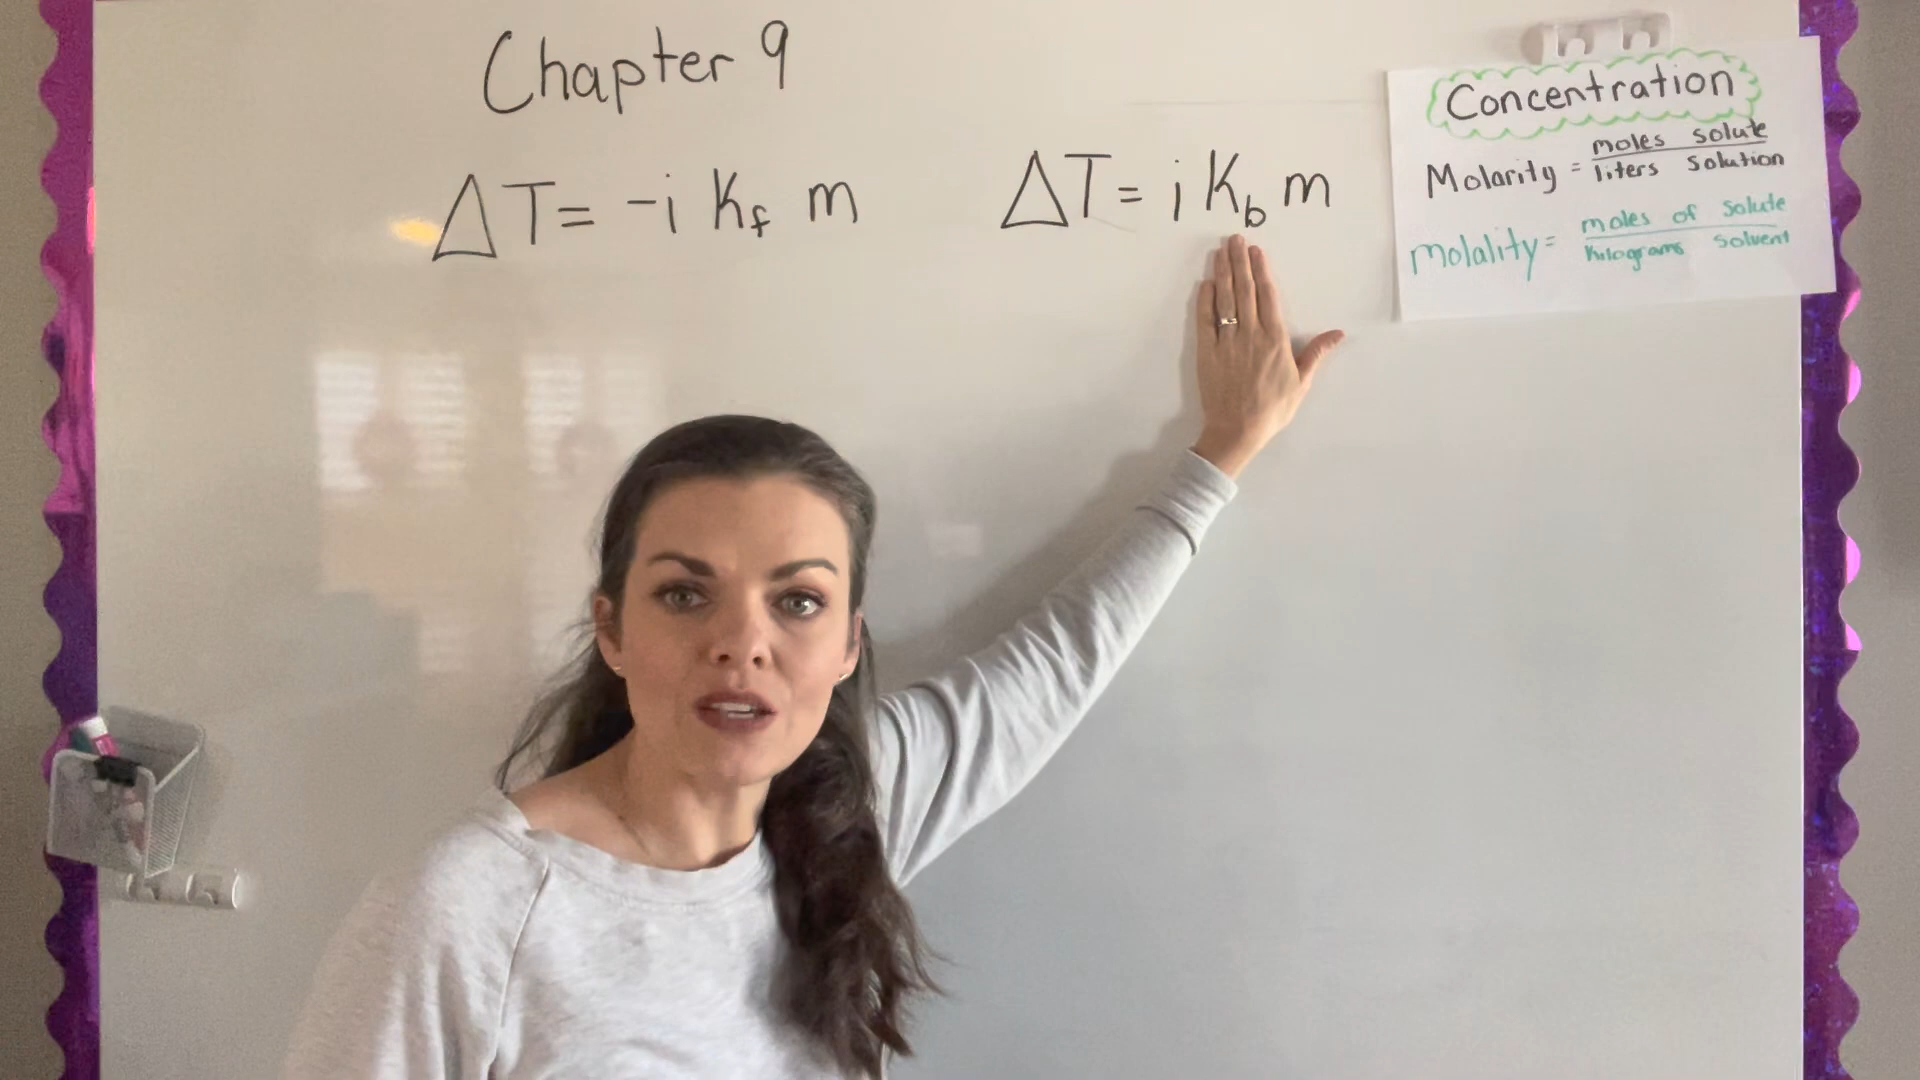 Chapter 9
ΔT = -i Kf m
ΔT = i Kb m
Concentration
Molarity = moles solute
liters solution
Molality = moles of solute
kilograms solvent